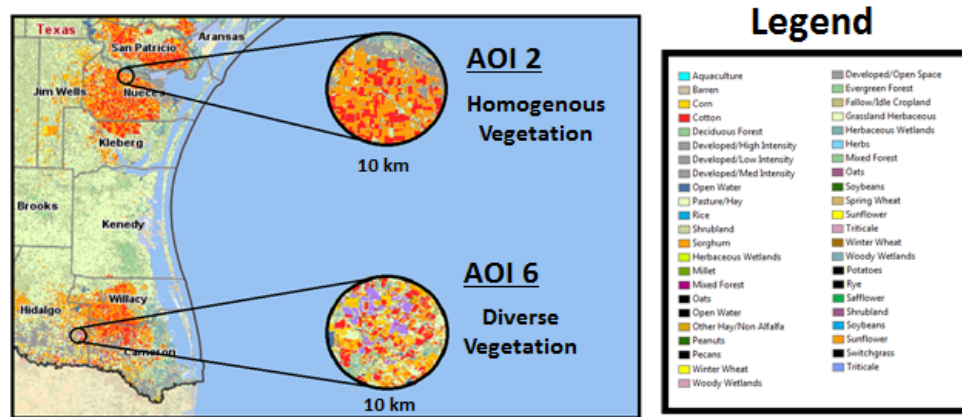 Legend
Texas
San Patricio
Aransas
Jim Wells
Nueces
Kleberg
Brooks
Kenedy
Hidalgo
Willacy
Cameron
AOI 2
Homogenous
Vegetation
10 km
AOI 6
Diverse
Vegetation
10 km
Aquaculture
Barren
Corn
Cotton
Deciduous Forest
Developed/High Intensity
Developed/Low Intensity
Developed/Med Intensity
Open Water
Pasture/Hay
Rice
Shrubland
Sorghum
Herbaceous Wetlands
Millet
Mixed Forest
Oats
Open Water
Other Hay/Non Alfalfa
Peanuts
Pecans
Winter Wheat
Woody Wetlands
Developed/Open Space
Evergreen Forest
Fallow/Idle Cropland
Grassland Herbaceous
Herbaceous Wetlands
Herbs
Mixed Forest
Oats
Soybeans
Spring Wheat
Sunflower
Triticale
Winter Wheat
Woody Wetlands
Potatoes
Rye
Safflower
Shrubland
Soybeans
Sunflower
Switchgrass
Triticale